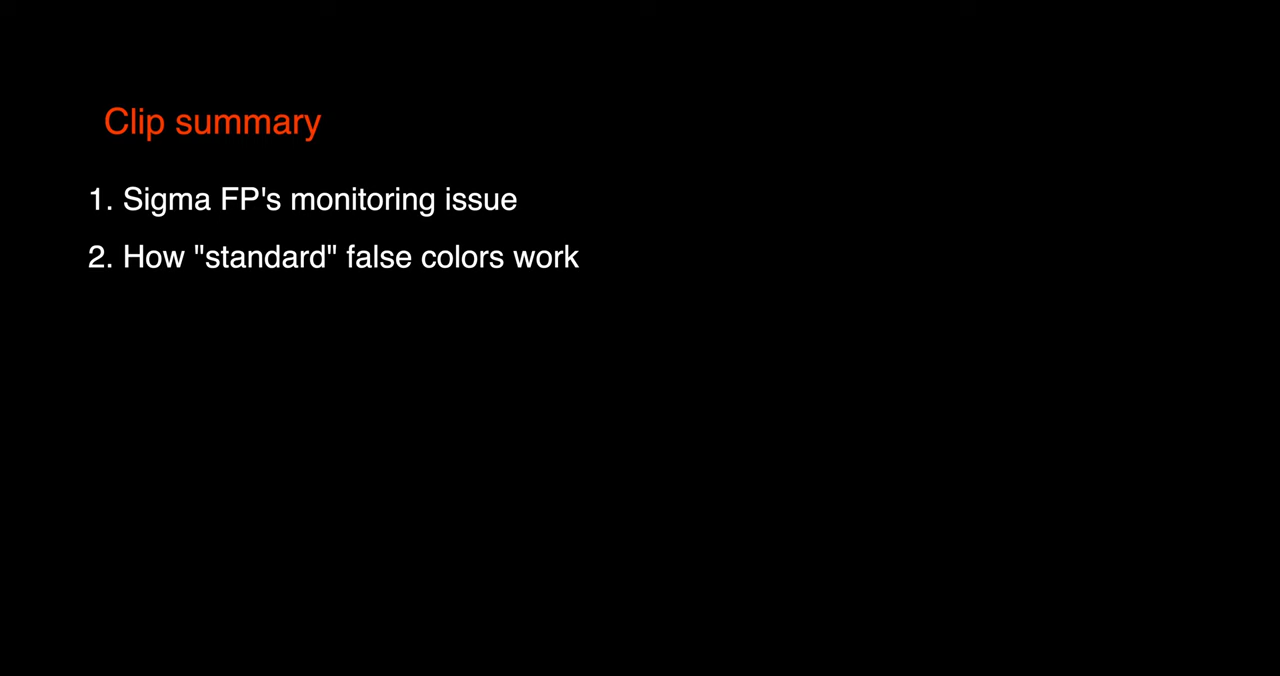 Clip summary
1. Sigma FP's monitoring issue
2. How "standard" false colors work